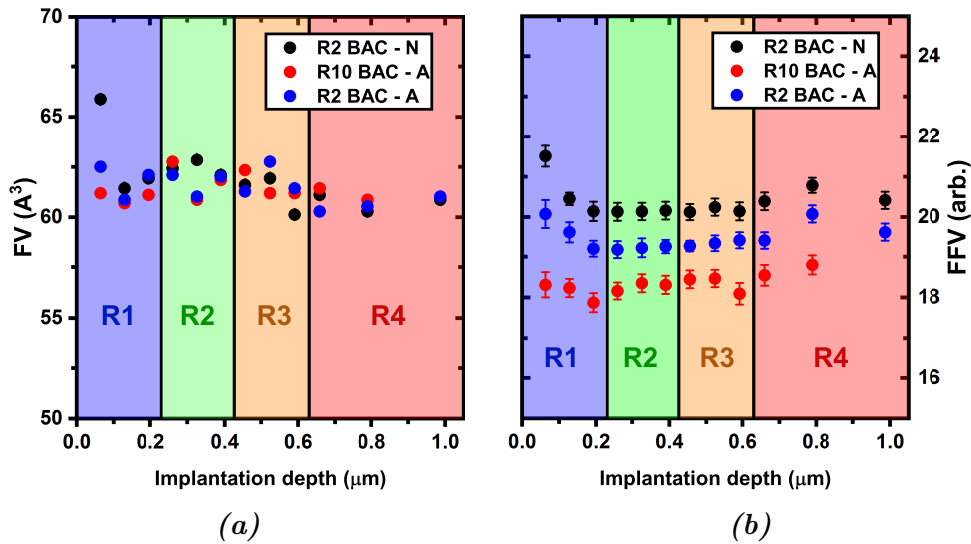 70
65
60
55
50
FV (A³)
R2 BAC - N
R10 BAC - A
R2 BAC - A
R1
R2
R3
R4
0.0 0.2 0.4 0.6 0.8 1.0
Implantation depth (μm)
(a)
R2 BAC - N
R10 BAC - A
R2 BAC - A
R1
R2
R3
R4
24
22
20
18
16
FFV (arb.)
0.0 0.2 0.4 0.6 0.8 1.0
Implantation depth (μm)
(b)